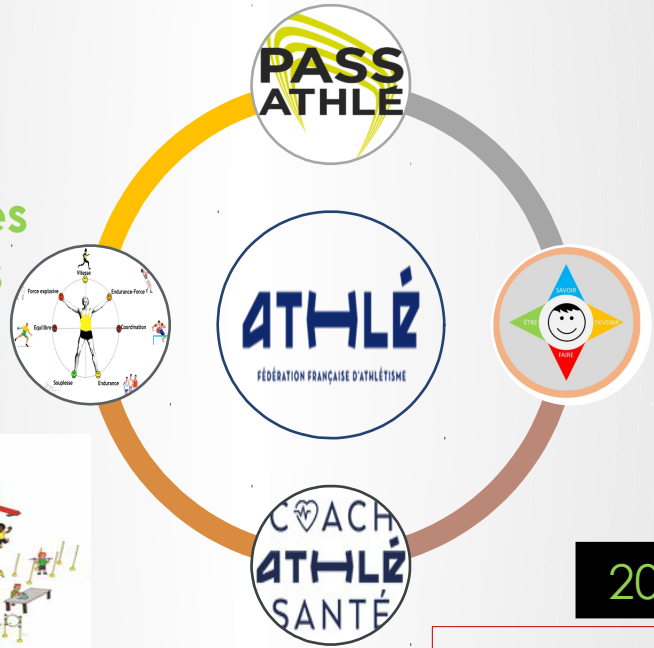 PASS
ATHLÉ
es
s
Vitesse
Force explosive
Endurance-Force
Equilibre
Coordination
Souplesse
Endurance
ATHLÉ
FÉDÉRATION FRANÇAISE D'ATHLÉTISME
SAVOIR
ÊTRE
DEVENIR
FAIRE
COACH
ATHLÉ
SANTÉ
20